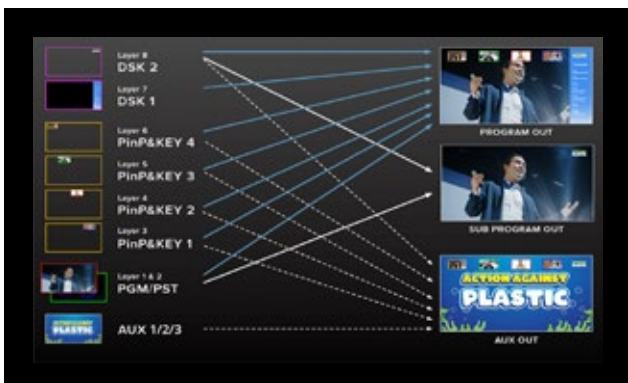 Layer 8
DSK 2
Layer 7
DSK 1
Layer 6
PinP&KEY 4
Layer 5
PinP&KEY 3
Layer 4
PinP&KEY 2
Layer 3
PinP&KEY 1
Layer 1 & 2
PGM/PST
AUX 1/2/3
PROGRAM OUT
SUB PROGRAM OUT
ACTION AGAINST
PLASTIC
AUX OUT